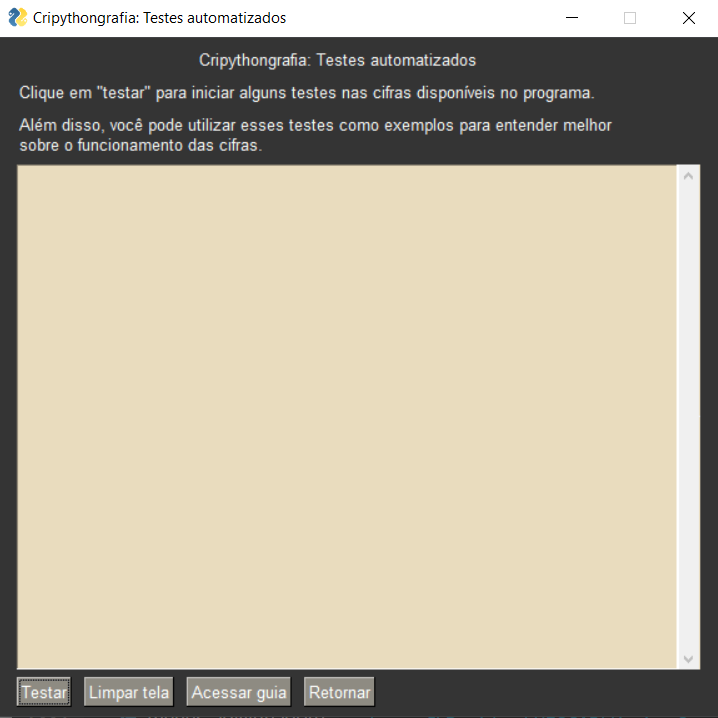 Cripythongrafia: Testes automatizados
Cripythongrafia: Testes automatizados
Clique em "testar" para iniciar alguns testes nas cifras disponíveis no programa.
Além disso, você pode utilizar esses testes como exemplos para entender melhor
sobre o funcionamento das cifras.
Testar Limpar tela Acessar guia Retornar